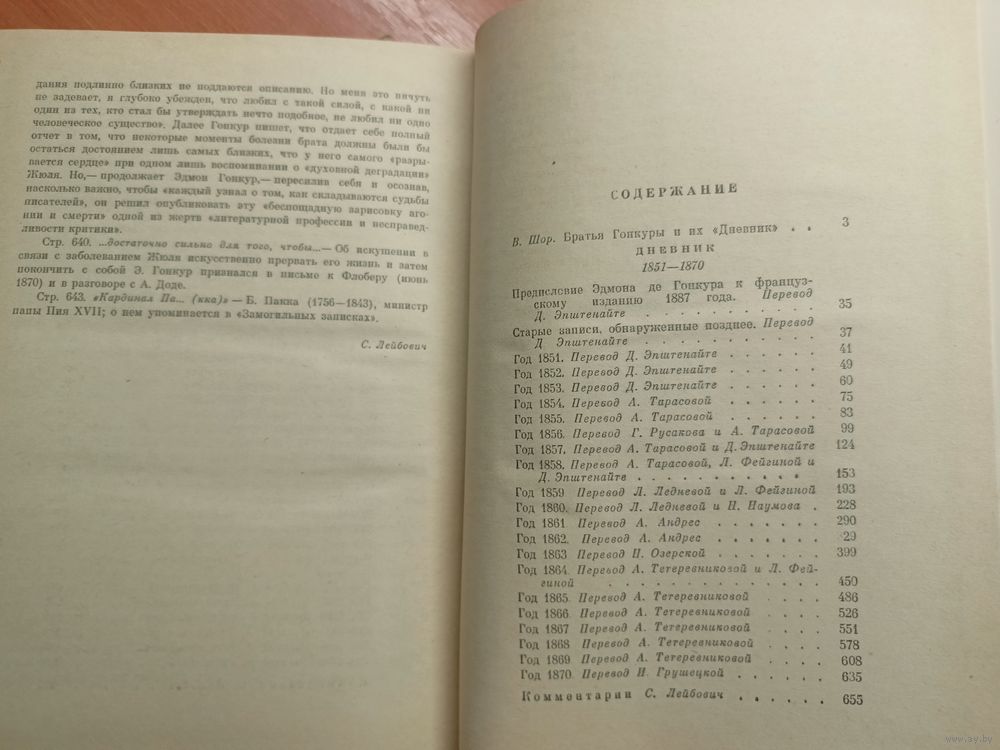 дания подлинно близких не поддаются описанию. Но меня это ничуть
не задевает, я глубоко убежден, что любил с такой силой, с какой ни
один из тех, кто стал бы утверждать нечто подобное, не любил ни одно
человеческое существо». Далее Гонкур пишет, что отдает себе полный
отчет в том, что некоторые моменты болезни брата должны были бы
остаться достоянием лишь самых близких, что у него самого «разры-
вается сердце» при одном лишь воспоминании о «духовной деградации»
Жюля. Но,— продолжает Эдмон Гонкур,— пересилив себя и осознав,
насколько важно, чтобы «каждый узнал о том, как складываются судьбы
писателей», он решил опубликовать эту «беспощадную зарисовку аго-
нии и смерти» одной из жертв «литературной профессии и несправед-
ливости критики».
Стр. 640. ...достаточно сильно для того, чтобы...— Об искушении в
связи с заболеванием Жюля искусственно прервать его жизнь и затем
покончить с собой Э. Гонкур признался в письме к Флоберу (июнь
1870) и в разговоре с А. Доде.
Стр. 643. «Кардинал Па... (кка)» — Б. Пакка (1756—1843), министр
папы Пия XVII; о нем упоминается в «Замогильных записках».
С. Лейбович
СОДЕРЖАНИЕ
В. Шор. Братья Гонкуры и их «Дневник» . . 3
ДНЕВНИК
1851—1870
Предисловие Эдмона де Гонкура к француз-
скому изданию 1887 года. Перевод
Д. Эпштенайте . . . . . . . . . . 35
Старые записи, обнаруженные позднее. Перевод
Д Эпштенайте . . . . . . . . . . 37
Год 1851. Перевод Д. Эпштенайте . . . . . . 41
Год 1852. Перевод Д. Эпштенайте . . . . . . 49
Год 1853. Перевод Д. Эпштенайте . . . . . . 60
Год 1854. Перевод А. Тарасовой . . . . . . 75
Год 1855. Перевод А. Тарасовой . . . . . . 83
Год 1856. Перевод Г. Русакова и А. Тарасовой 99
Год 1857. Перевод А. Тарасовой и Д. Эпштенайте 124
Год 1858. Перевод А. Тарасовой, Л. Фейгиной и
Д. Эпштенайте . . . . . . . . . . 153
Год 1859 Перевод Л. Ледневой и Л. Фейгиной 193
Год 1860. Перевод Л. Ледневой и Н. Наумова . 228
Год 1861 Перевод А. Андрес . . . . . . . 290
Год 1862. Перевод А. Андрес . . . . . . . 29
Год 1863 Перевод Н. Озерской . . . . . . 399
Год 1864. Перевод А. Тетеревниковой и Л. Фей-
гиной . . . . . . . . . . . . . 450
Год 1865. Перевод А. Тетеревниковой . . . . 486
Год 1866 Перевод А. Тетеревниковой . . . . 526
Год 1867 Перевод А. Тетеревниковой . . . . 551
Год 1868 Перевод А. Тетеревниковой . . . . 578
Год 1869 Перевод А. Тетеревниковой . . . . 608
Год 1870. Перевод И. Грушецкой . . . . . 635
Комментарии С. Лейбович . . . . . . 655
www.ay.by